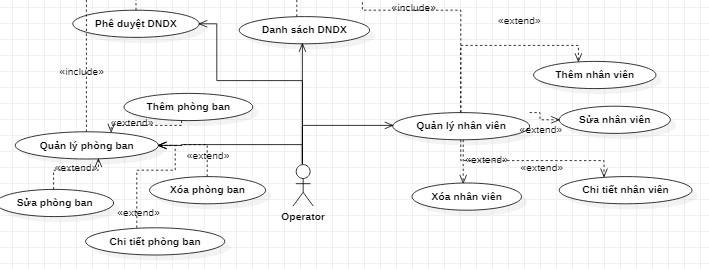 «include»
Phê duyệt DNDX
Danh sách DNDX
«extend»
«include»
Thêm nhân viên
Thêm phòng ban
«extend»
Quản lý nhân viên
Sửa nhân viên
«extend»
Quản lý phòng ban
«extend»
«extend»
«extend»
«extend»
Xóa phòng ban
Xóa nhân viên
Chi tiết nhân viên
Sửa phòng ban
«extend»
Operator
Chi tiết phòng ban